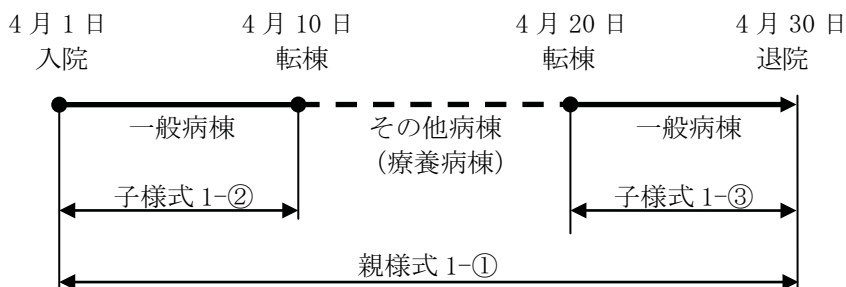 4月1日 4月10日 4月20日 4月30日
入院 転棟 転棟 退院
一般病棟 その他病棟 一般病棟
（療養病棟）
子様式 1-② 子様式 1-③
親様式 1-①